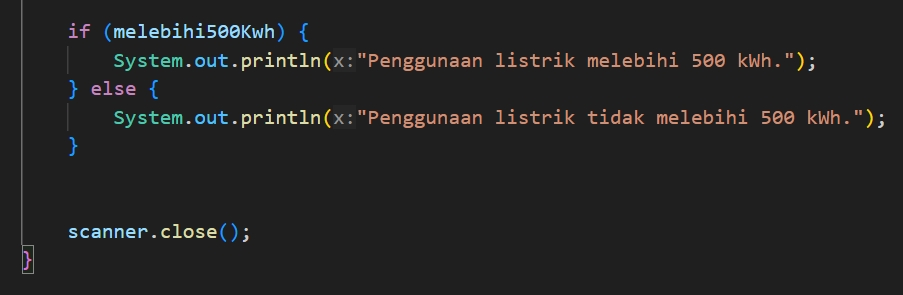 if (melebihi500Kwh) {
System.out.println(x:"Penggunaan listrik melebihi 500 kWh.");
} else {
System.out.println(x:"Penggunaan listrik tidak melebihi 500 kWh.");
}
scanner.close();
}